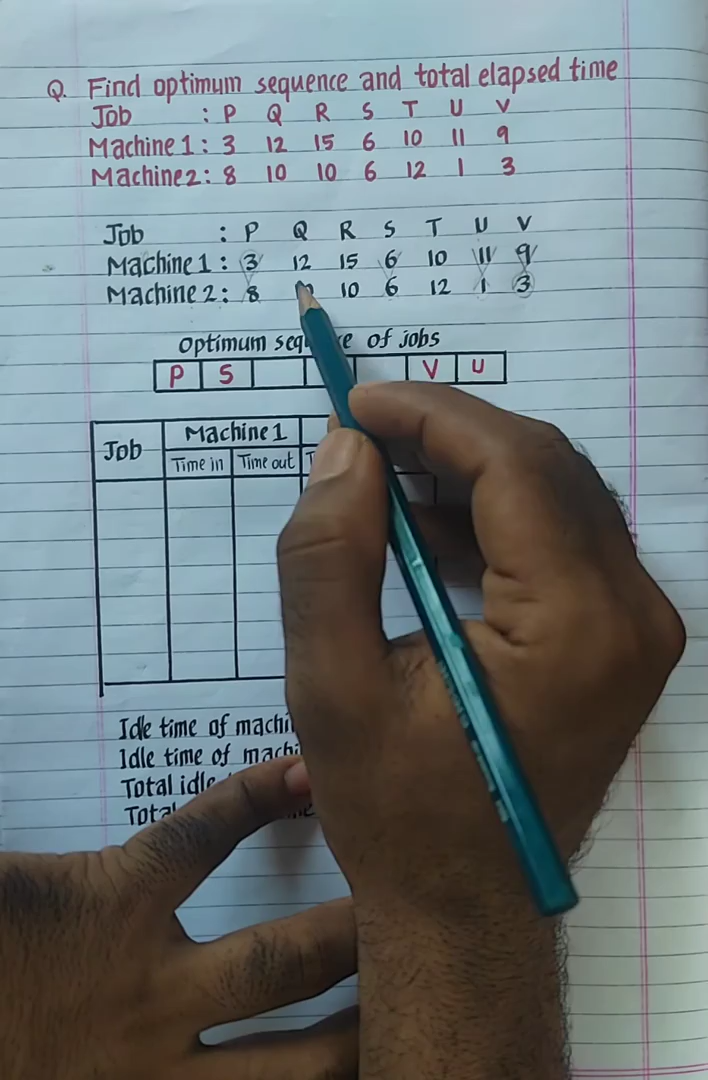 Q. Find optimum sequence and total elapsed time
Job : P Q R S T U V
Machine 1 : 3 12 15 6 10 11 9
Machine 2 : 8 10 10 6 12 1 3
Job : P Q R S T U V
Machine 1 : 3 12 15 6 10 11 9
Machine 2 : 8 10 6 12 1 3
Optimum of jobs
P S V U
Job Machine 1
Time in Time out
Idle time of
Idle time of
Total idle